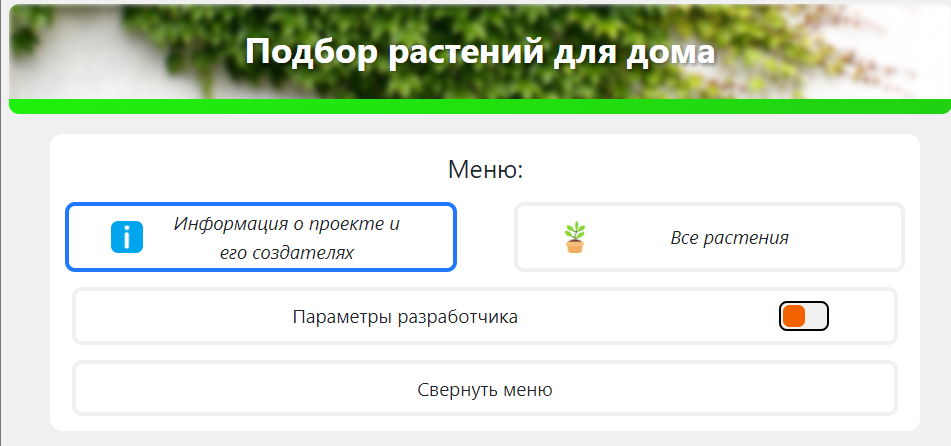 Подбор растений для дома
Меню:
Информация о проекте и
его создателях
Все растения
Параметры разработчика
Свернуть меню